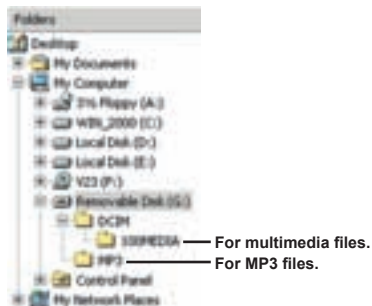 Folders
Desktop
My Documents
My Computer
3½ Floppy (A:)
WIN_2000 (C:)
Local Disk (D:)
Local Disk (E:)
V23 (F:)
Removable Disk (G:)
DCIM
100MEDIA
For multimedia files.
MP3
For MP3 files.
Control Panel
My Network Places